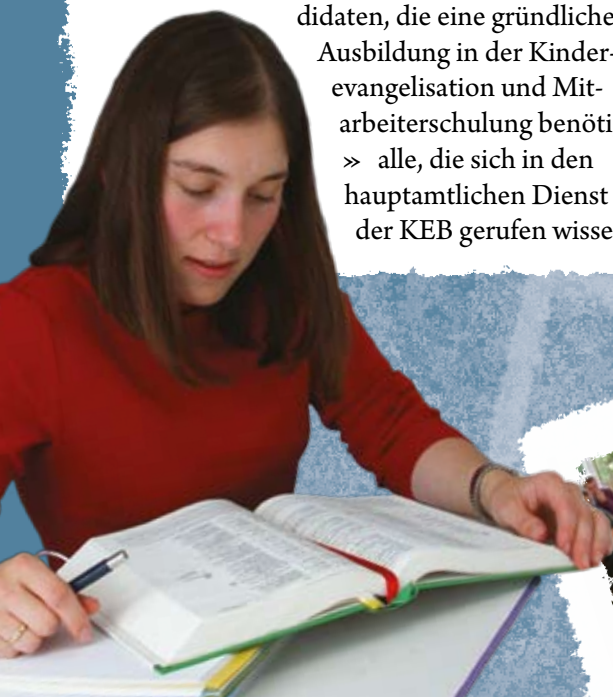 didaten, die eine gründliche
Ausbildung in der Kinder-
evangelisation und Mit-
arbeiterschulung benöti
» alle, die sich in den
hauptamtlichen Dienst
der KEB gerufen wisse